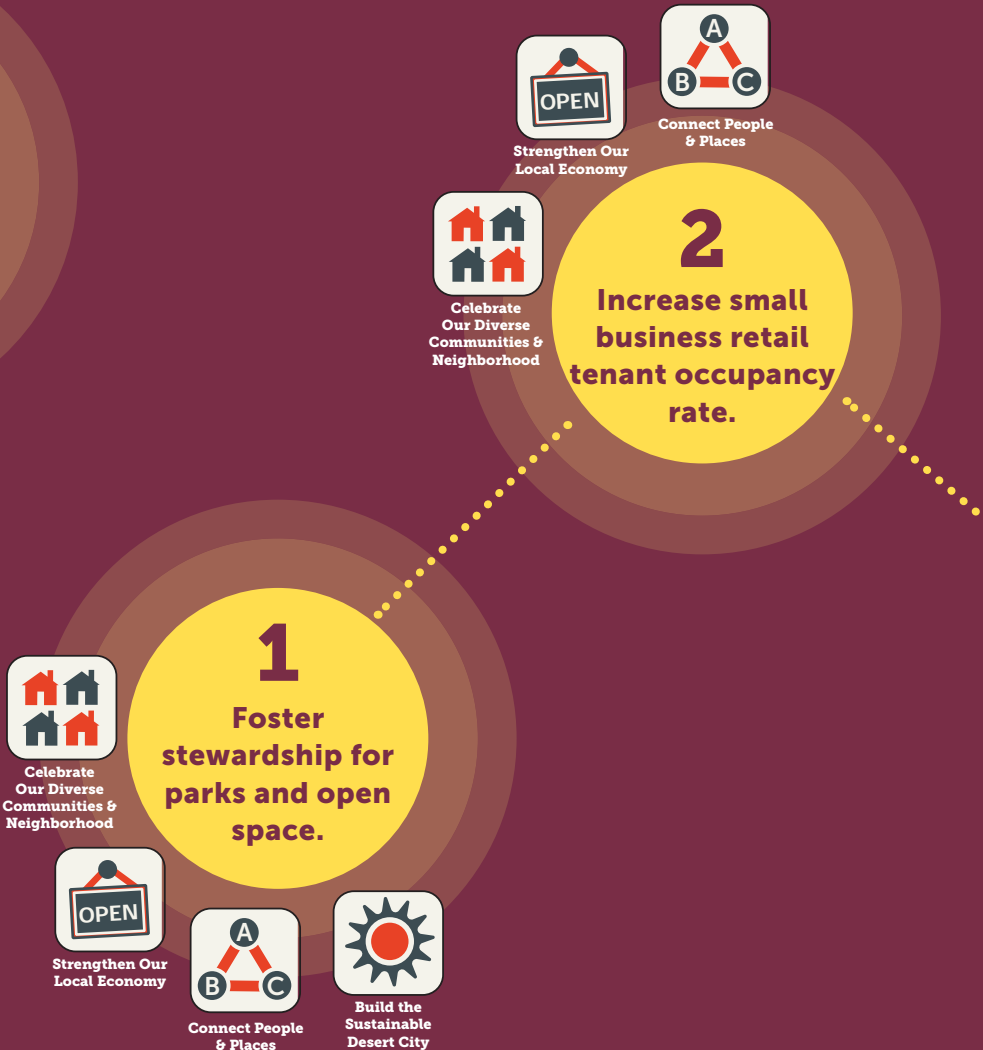 A
B C
OPEN
Connect People
& Places
Strengthen Our
Local Economy
2
Increase small
business retail
tenant occupancy
rate.
Celebrate
Our Diverse
Communities &
Neighborhood
1
Foster
stewardship for
parks and open
space.
Celebrate
Our Diverse
Communities &
Neighborhood
OPEN
Strengthen Our
Local Economy
A
B C
Connect People
& Places
Build the
Sustainable
Desert City